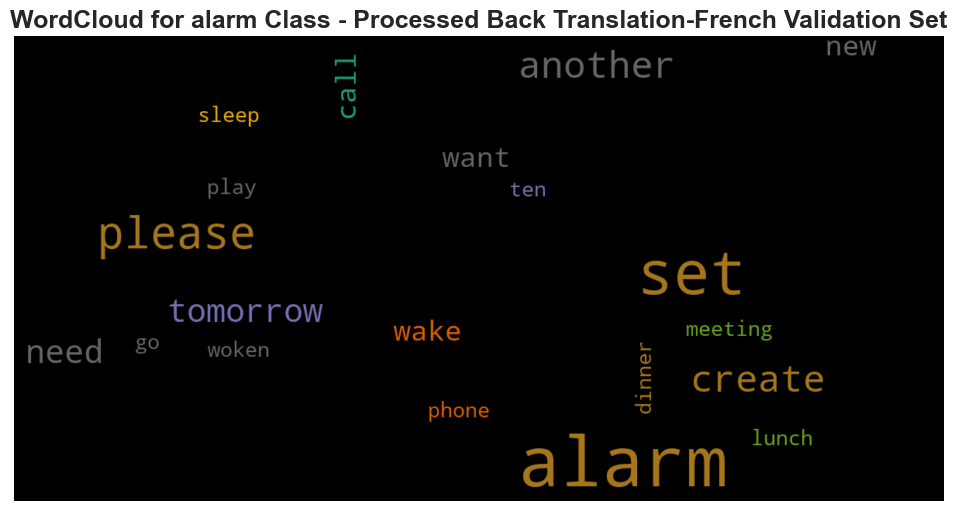 WordCloud for alarm Class - Processed Back Translation-French Validation Set
new
another
call
sleep
want
play
ten
please
set
tomorrow
wake
meeting
go
need
woken
dinner
create
phone
lunch
alarm